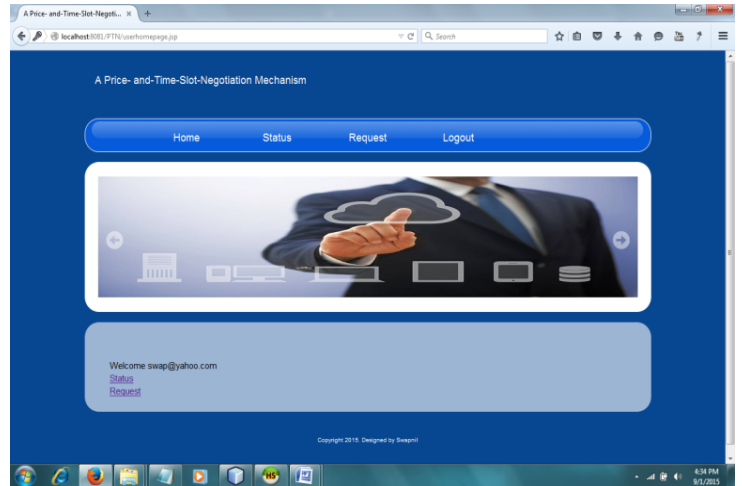 A Price- and-Time-Slot-Negoti... × +
localhost:8081/PTN/userhomepage.jsp Search
A Price- and-Time-Slot-Negotiation Mechanism
Home Status Request Logout
Welcome swap@yahoo.com
Status
Request
Copyright 2015. Designed by Swapnil
HS
4:34 PM
9/1/2015